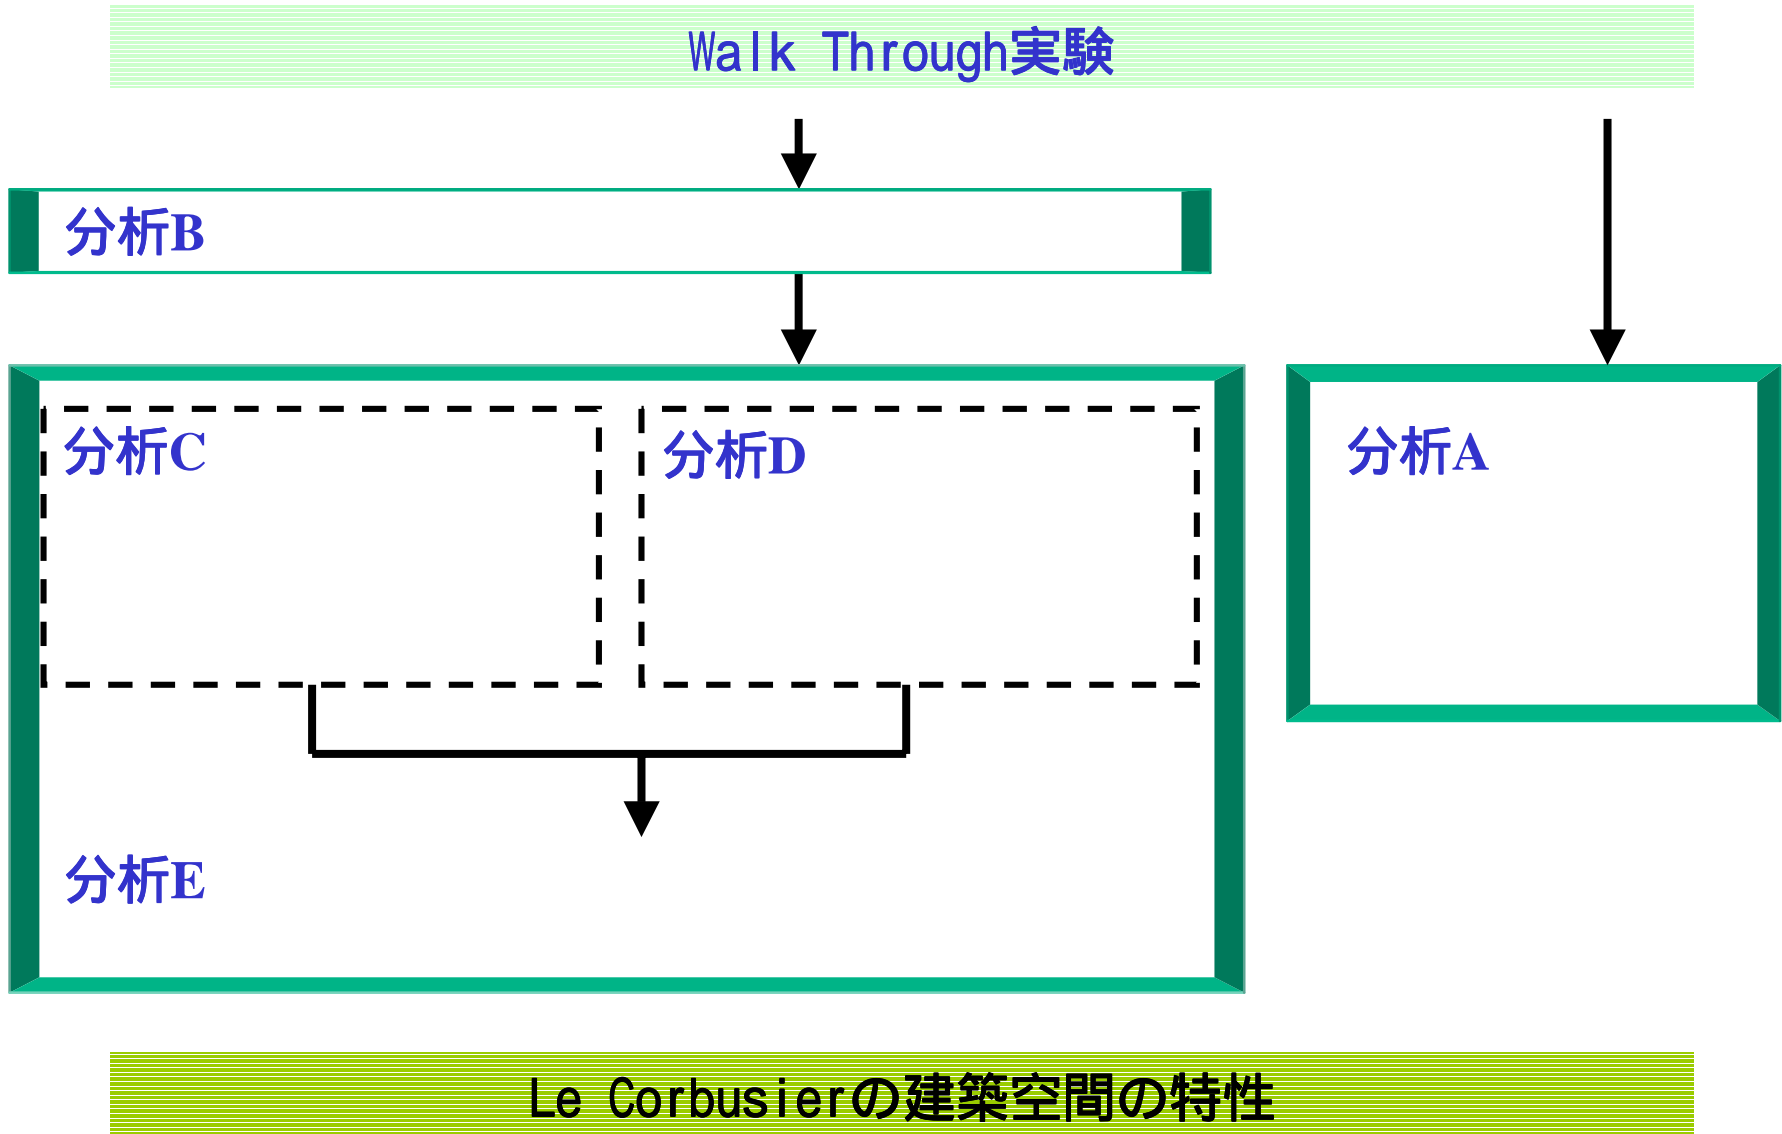 Walk Through実験
分析B
分析C
分析D
分析A
分析E
Le Corbusierの建築空間の特性